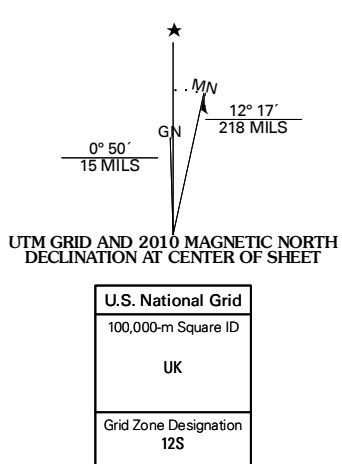 MN
12° 17´
218 MILS
GN
0° 50´
15 MILS
UTM GRID AND 2010 MAGNETIC NORTH
DECLINATION AT CENTER OF SHEET
U.S. National Grid
100,000-m Square ID
UK
Grid Zone Designation
12S